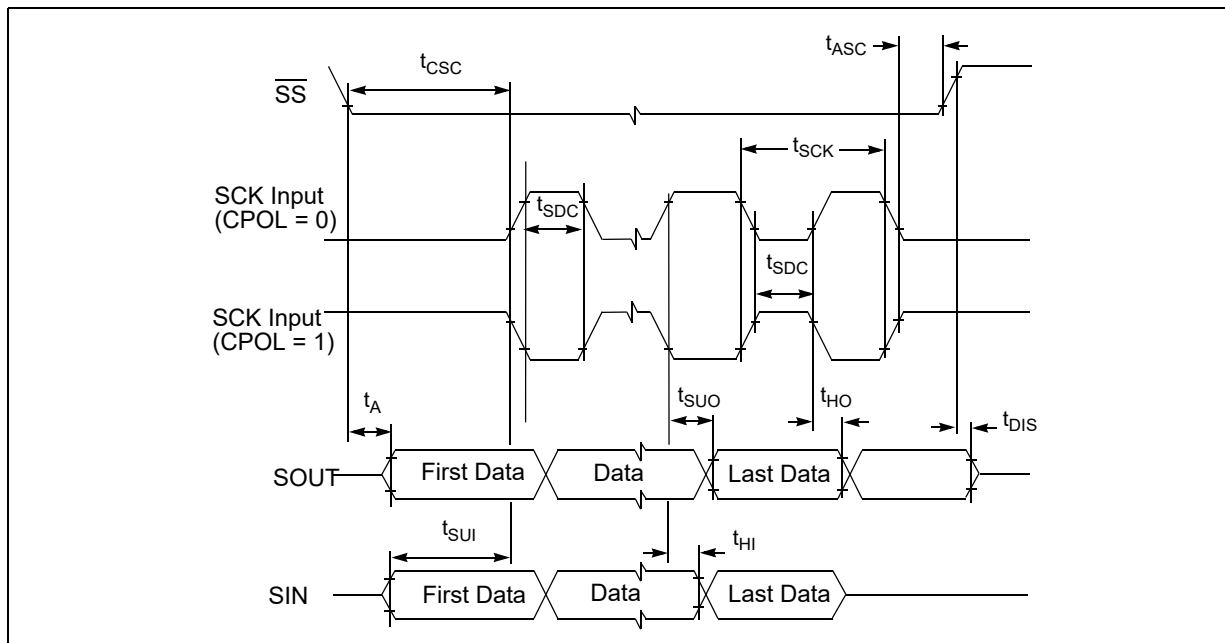 tASC
tCSC
SS
tSCK
SCK Input
(CPOL = 0)
tSDC
tSDC
SCK Input
(CPOL = 1)
tA
tSUO
tHO
tDIS
SOUT
First Data
Data
Last Data
tSUI
tHI
SIN
First Data
Data
Last Data